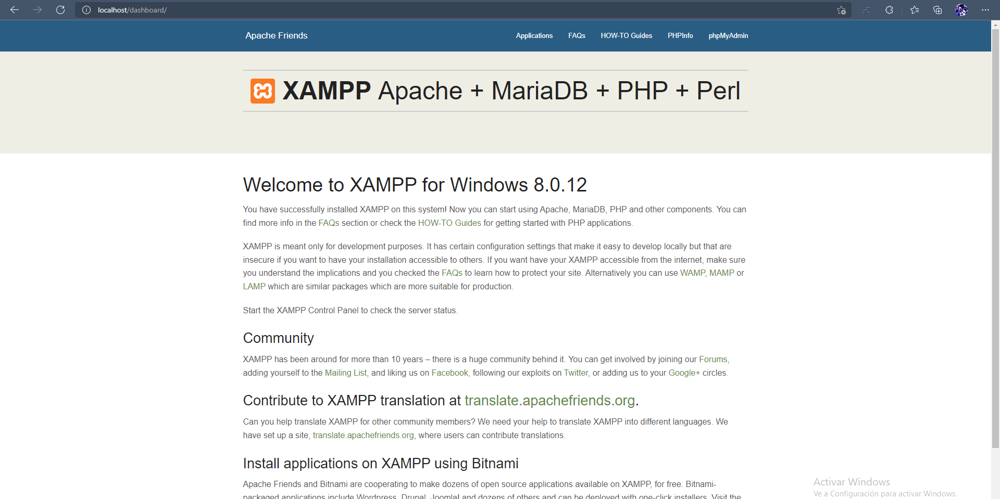 localhost/dashboard/
Apache Friends
Applications
FAQs
HOW-TO Guides
PHPInfo
phpMyAdmin
XAMPP Apache + MariaDB + PHP + Perl
Welcome to XAMPP for Windows 8.0.12
You have successfully installed XAMPP on this system! Now you can start using Apache, MariaDB, PHP and other components. You can
find more info in the FAQs section or check the HOW-TO Guides for getting started with PHP applications.
XAMPP is meant only for development purposes. It has certain configuration settings that make it easy to develop locally but that are
insecure if you want to have your installation accessible to others. If you want have your XAMPP accessible from the internet, make sure
you understand the implications and you checked the FAQs to learn how to protect your site. Alternatively you can use WAMP, MAMP or
LAMP which are similar packages which are more suitable for production.
Start the XAMPP Control Panel to check the server status.
Community
XAMPP has been around for more than 10 years – there is a huge community behind it. You can get involved by joining our Forums,
adding yourself to the Mailing List, and liking us on Facebook, following our exploits on Twitter, or adding us to your Google+ circles.
Contribute to XAMPP translation at translate.apachefriends.org.
Can you help translate XAMPP for other community members? We need your help to translate XAMPP into different languages. We
have set up a site, translate.apachefriends.org, where users can contribute translations.
Install applications on XAMPP using Bitnami
Apache Friends and Bitnami are cooperating to make dozens of open source applications available on XAMPP, for free. Bitnami-
packaged applications include Wordpress, Drupal, Joomla! and dozens of others and can be deployed with one-click installers. Visit the
Activar Windows
Ve a Configuración para activar Windows.